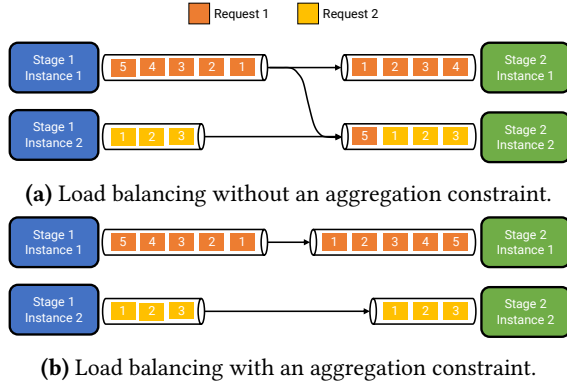 Request 1 Request 2
Stage 1
Instance 1
5 4 3 2 1
1 2 3 4
Stage 2
Instance 1
Stage 1
Instance 2
1 2 3
5 1 2 3
Stage 2
Instance 2
(a) Load balancing without an aggregation constraint.
Stage 1
Instance 1
5 4 3 2 1
1 2 3 4 5
Stage 2
Instance 1
Stage 1
Instance 2
1 2 3
1 2 3
Stage 2
Instance 2
(b) Load balancing with an aggregation constraint.